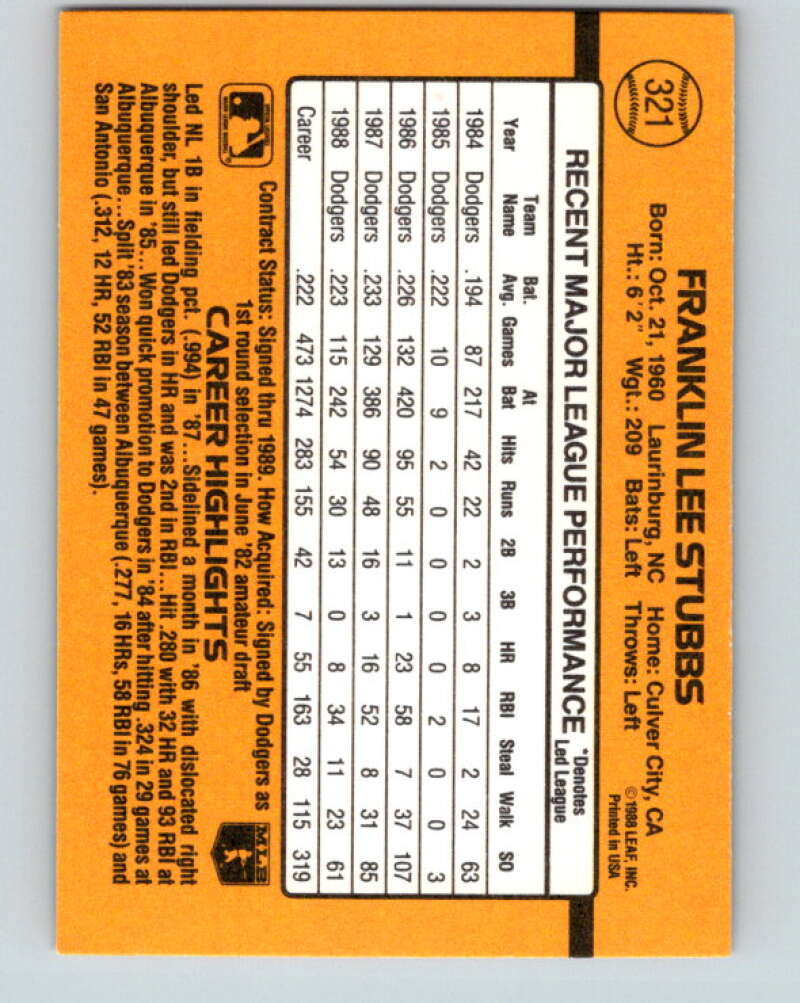 321
FRANKLIN LEE STUBBS
Born: Oct. 21, 1960 Laurinburg, NC Home: Culver City, CA
Ht.: 6'2" Wgt.: 209 Bats: Left Throws: Left
©1988 LEAF, INC.
Printed in USA
RECENT MAJOR LEAGUE PERFORMANCE *Denotes Led League
Year Team Name Bat. Avg. Games At Bat Hits Runs 2B 3B HR RBI Steal Walk SO
1984 Dodgers .194 87 217 42 22 2 3 8 17 2 24 63
1985 Dodgers .222 10 9 2 0 0 0 0 2 0 0 3
1986 Dodgers .226 132 420 95 55 11 1 23 58 7 37 107
1987 Dodgers .233 129 386 90 48 16 3 16 52 8 31 85
1988 Dodgers .223 115 242 54 30 13 0 8 34 11 23 61
Career .222 473 1274 283 155 42 7 55 163 28 115 319
Contract Status: Signed thru 1989. How Acquired: Signed by Dodgers as
1st round selection in June '82 amateur draft
MLB
CAREER HIGHLIGHTS
Led NL 1B in fielding pct. (.994) in '87...Sidelined a month in '86 with dislocated right
shoulder, but still led Dodgers in HR and was 2nd in RBI...Hit .280 with 32 HR and 93 RBI at
Albuquerque in '85...Won quick promotion to Dodgers in '84 after hitting .324 in 29 games at
Albuquerque...Split '83 season between Albuquerque (.277, 16 HRs, 58 RBI in 76 games) and
San Antonio (.312, 12 HR, 52 RBI in 47 games).